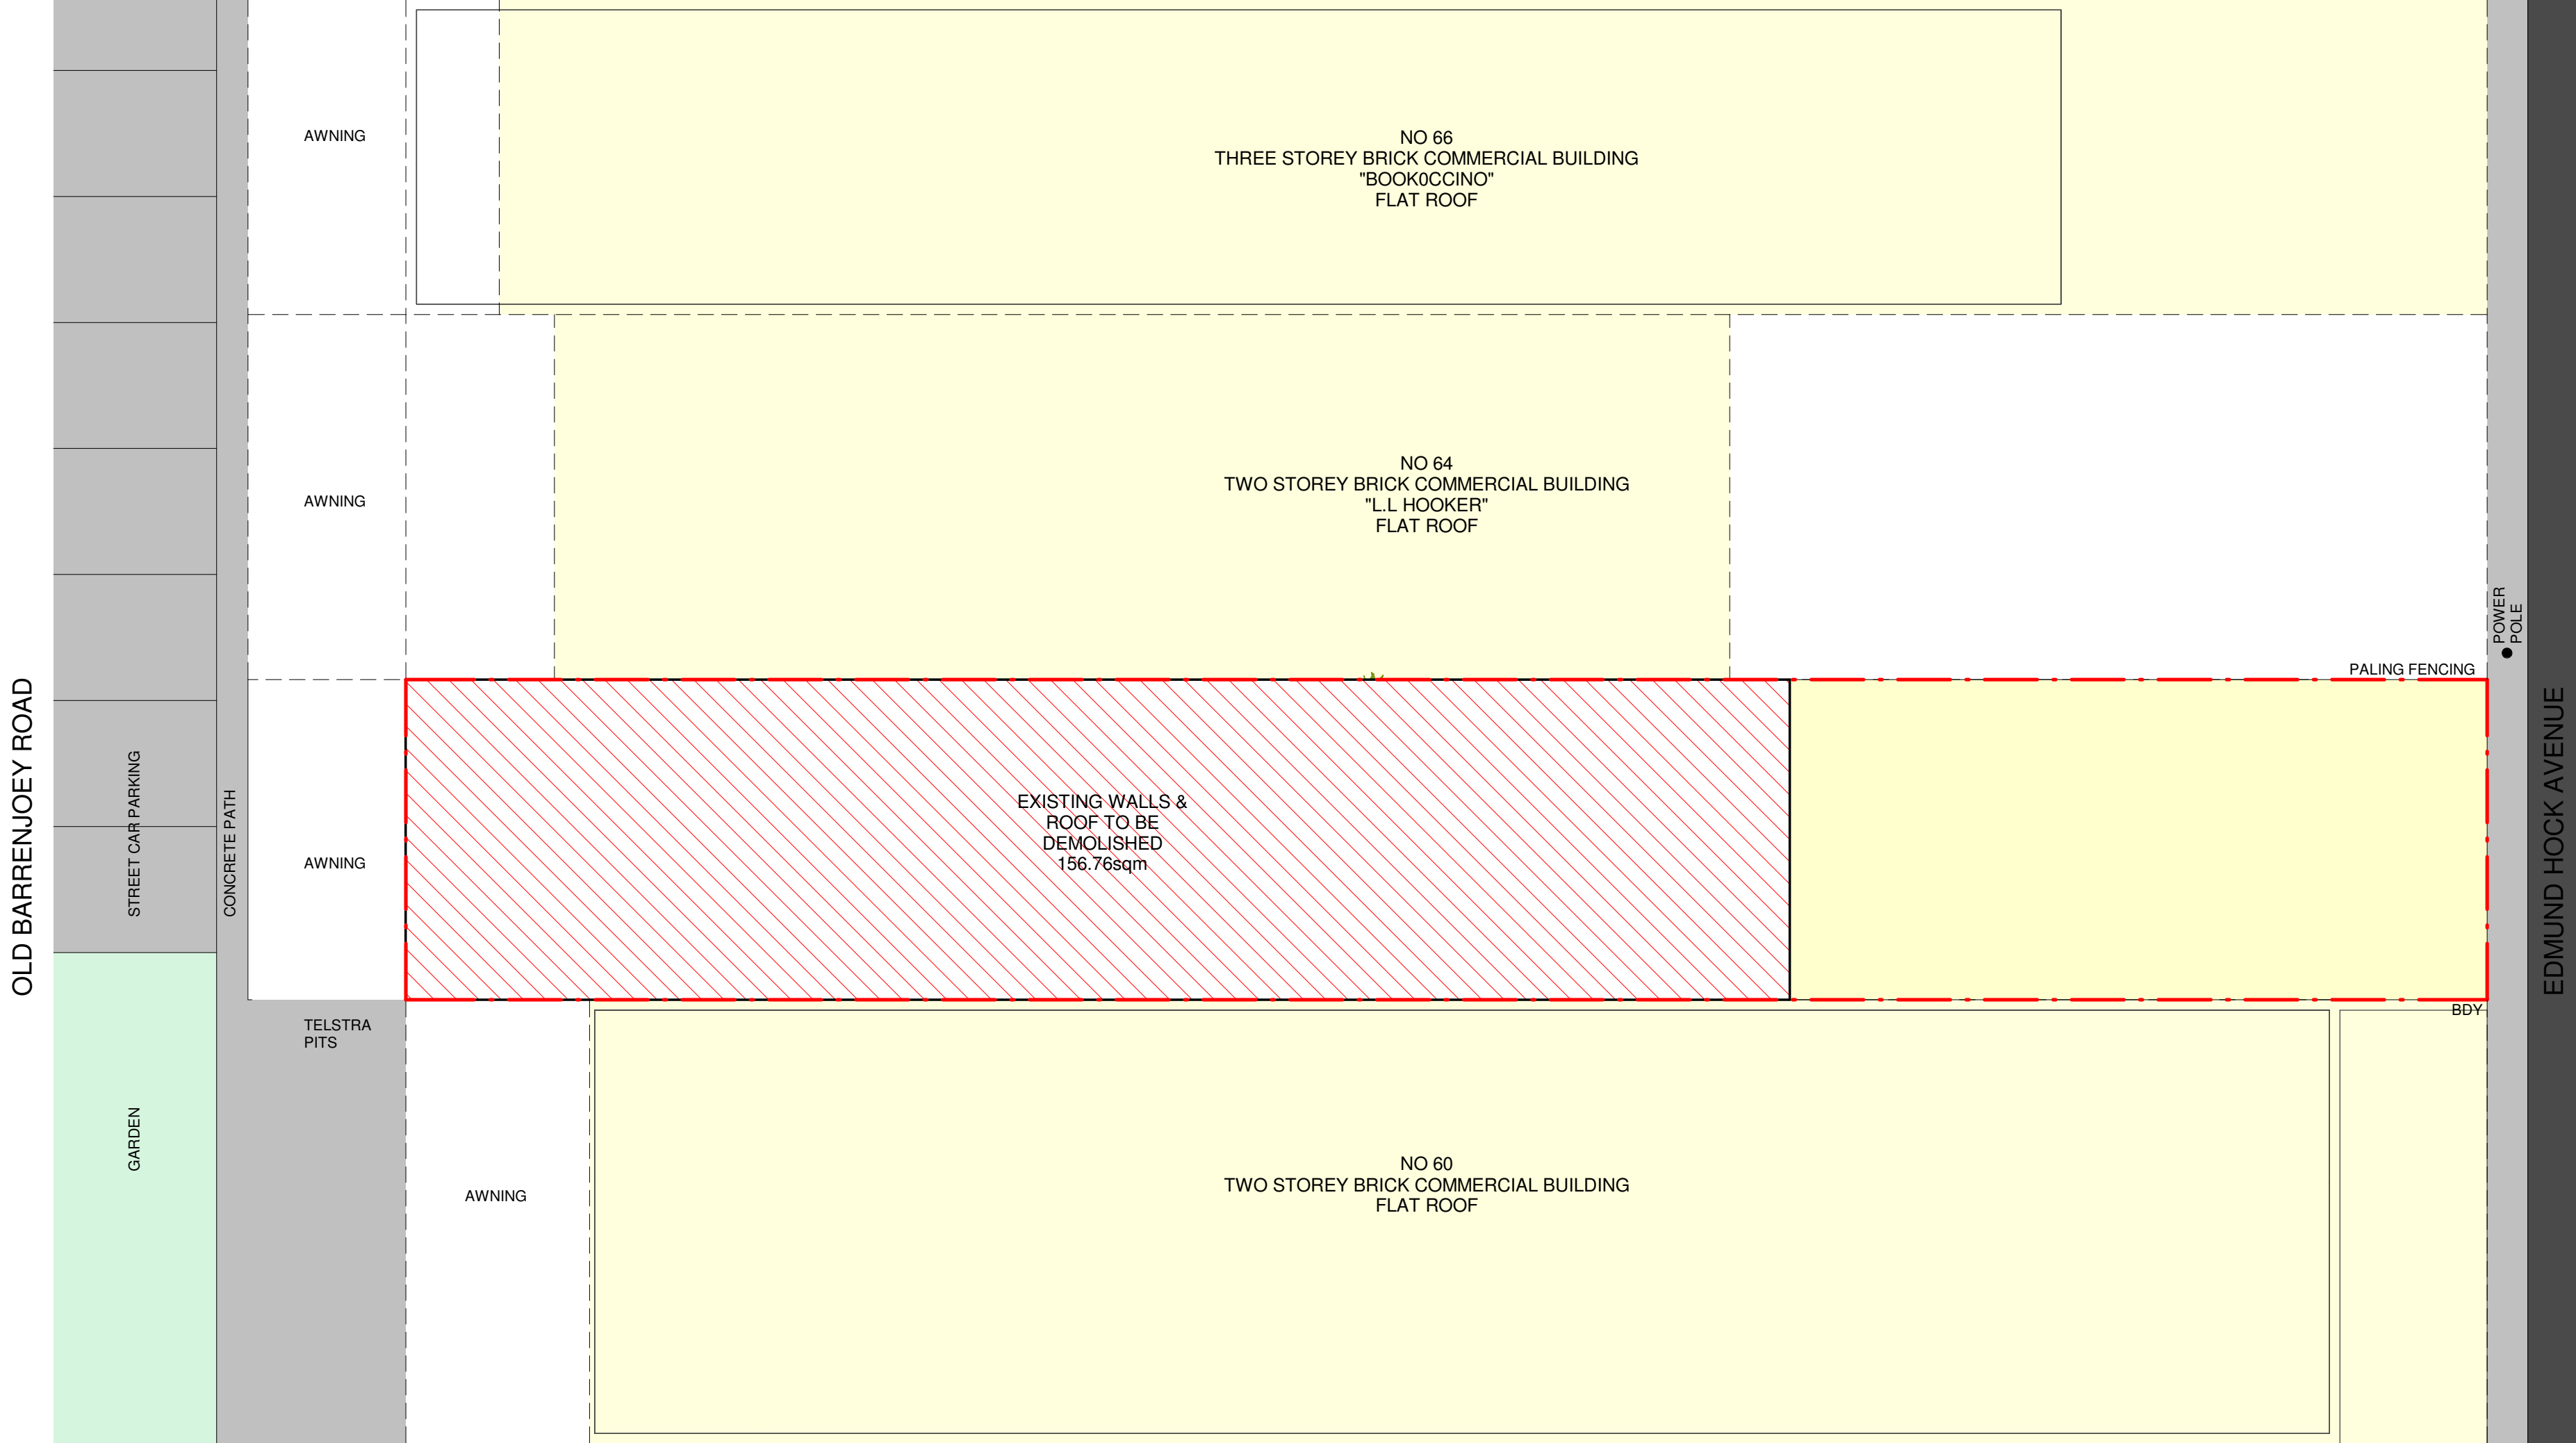 AWNING
NO 66
THREE STOREY BRICK COMMERCIAL BUILDING
"BOOK0CCINO"
FLAT ROOF
AWNING
NO 64
TWO STOREY BRICK COMMERCIAL BUILDING
"L.L HOOKER"
FLAT ROOF
POWER
POLE
PALING FENCING
OLD BARRENJOEY ROAD
STREET CAR PARKING
CONCRETE PATH
AWNING
EXISTING WALLS &
ROOF TO BE
DEMOLISHED
156.76sqm
EDMUND HOCK AVENUE
BDY
TELSTRA
PITS
GARDEN
AWNING
NO 60
TWO STOREY BRICK COMMERCIAL BUILDING
FLAT ROOF